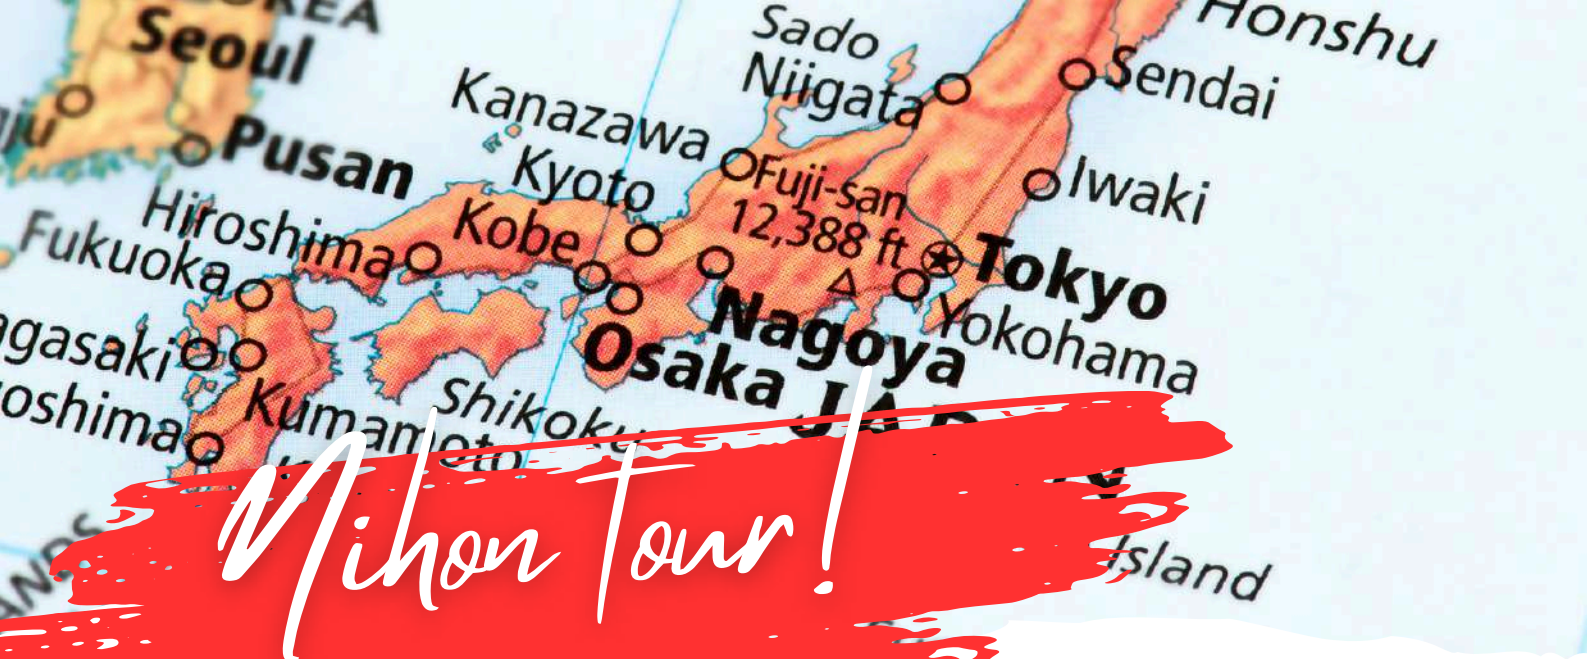 Seoul
Pusan
Sado
Niigata
Honshu
Sendai
Kanazawa
Kyoto
Fuji-san
12,388 ft
Iwaki
Hiroshima
Kobe
Tokyo
Fukuoka
Yokohama
Nagoya
Osaka
Shikoku
Kumamoto
Nihon Tour!
Island